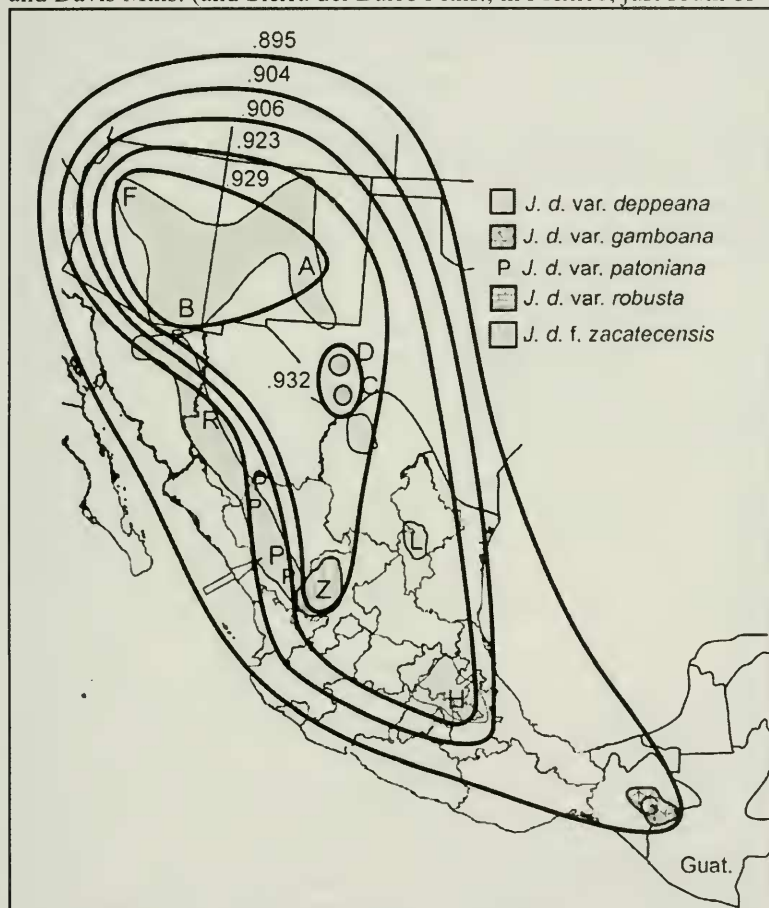 .895
.904
.906
.923
.929
F
A
B
D
C
.932
R
R
P
P
P
P
L
Z
H
G
Guat.
J. d. var. deppeana
J. d. var. gamboana
P J. d. var. patoniana
J. d. var. robusta
J. d. f. zacatecensis